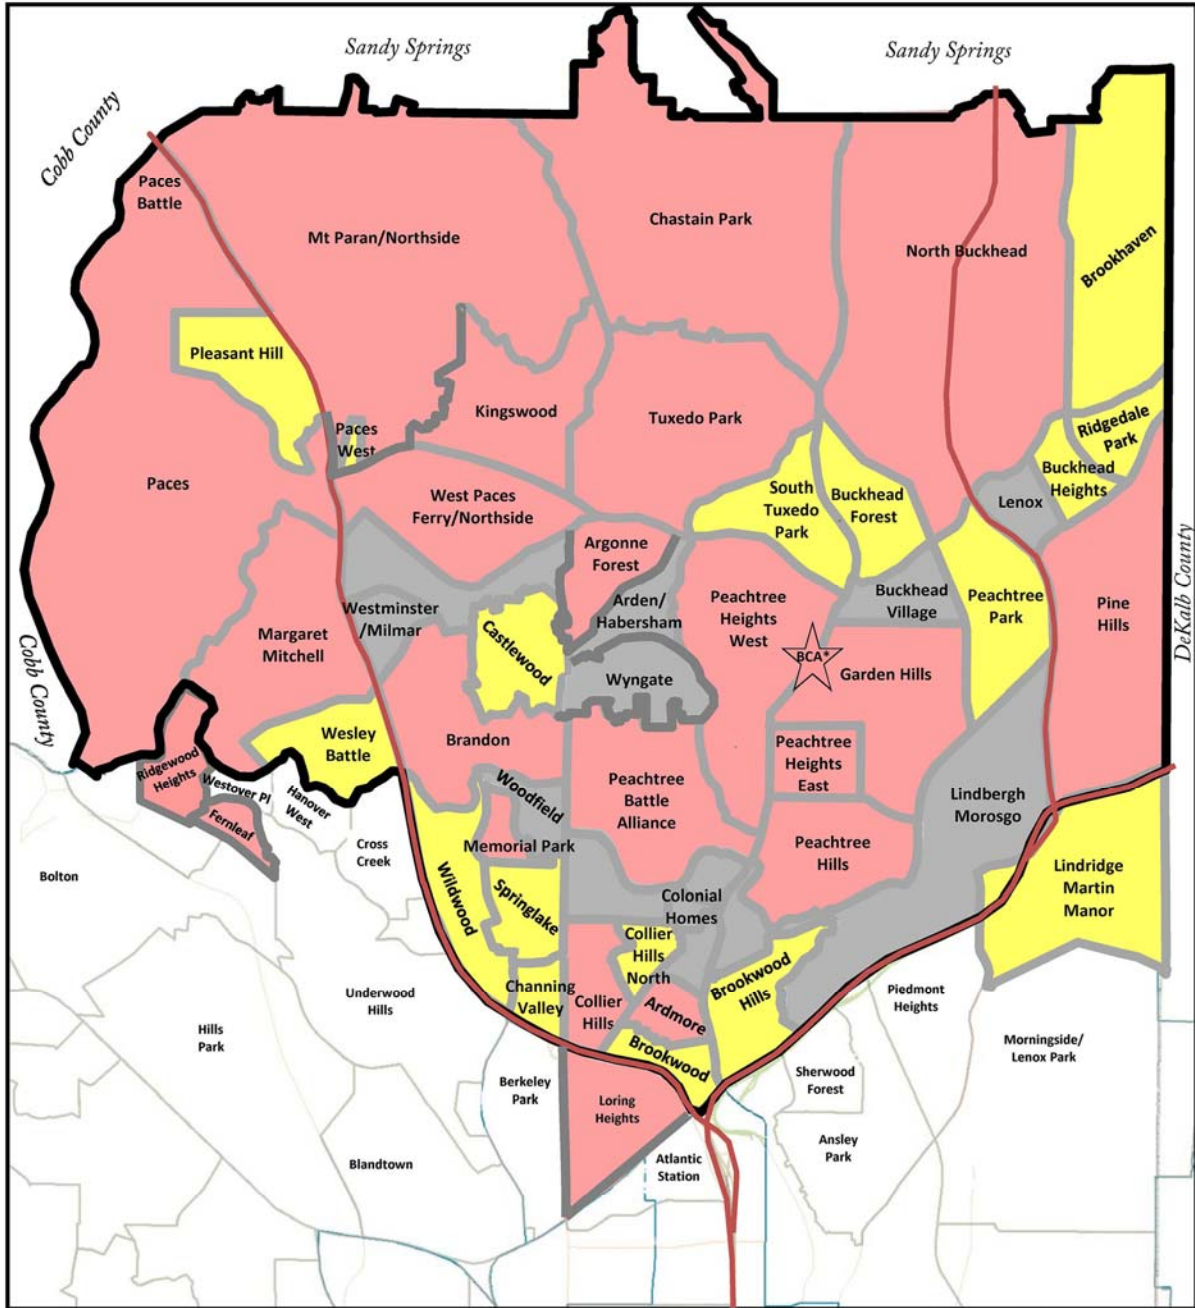 Sandy Springs
Sandy Springs
Cobb County
Paces
Battle
Mt Paran/Northside
Chastain Park
North Buckhead
Brookhaven
Pleasant Hill
Kingswood
Tuxedo Park
Ridgedale
Park
Paces
West
Buckhead
Heights
Paces
West Paces
Ferry/Northside
South
Tuxedo
Park
Buckhead
Forest
Lenox
Argonne
Forest
Arden/
Habersham
Peachtree
Heights
West
Buckhead
Village
Peachtree
Park
Pine
Hills
DeKalb County
Westminster
/Milmar
Margaret
Mitchell
Castlewood
Wyngate
BCA*
Garden Hills
Cobb County
Wesley
Battle
Brandon
Peachtree
Heights
East
Ridgewood
Heights
Westover Pl
Hanover
West
Fernleaf
Woodfield
Peachtree
Battle
Alliance
Lindbergh
Morosgo
Cross
Creek
Memorial Park
Peachtree
Hills
Bolton
Wildwood
Springlake
Colonial
Homes
Lindridge
Martin
Manor
Collier
Hills
North
Underwood
Hills
Channing
Valley
Collier
Hills
Ardmore
Brookwood
Hills
Piedmont
Heights
Hills
Park
Brookwood
Morningside/
Lenox Park
Berkeley
Park
Loring
Heights
Sherwood
Forest
Blandtown
Atlantic
Station
Ansley
Park